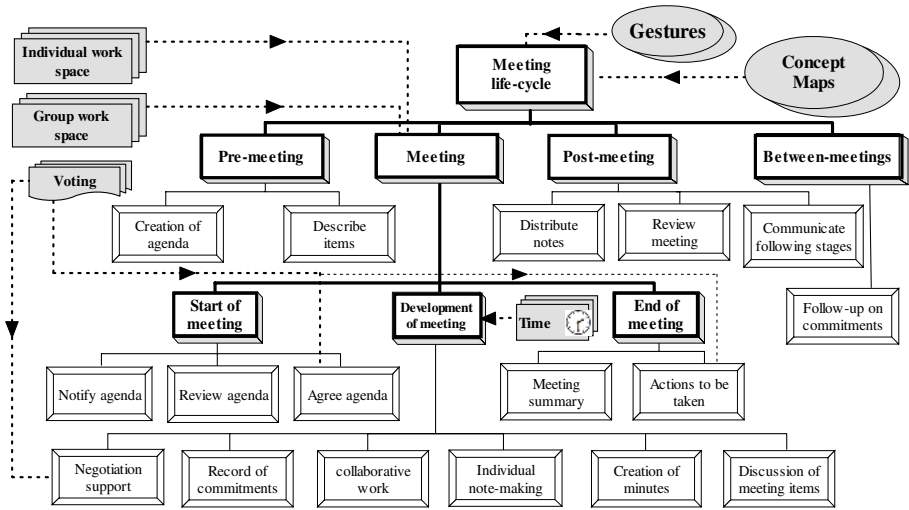 Individual work
space
Gestures
Meeting
life-cycle
Concept
Maps
Group work
space
Pre-meeting
Meeting
Post-meeting
Between-meetings
Voting
Creation of
agenda
Describe
items
Distribute
notes
Review
meeting
Communicate
following stages
Start of
meeting
Development
of meeting
Time
End of
meeting
Follow-up on
commitments
Notify agenda
Review agenda
Agree agenda
Meeting
summary
Actions to be
taken
Negotiation
support
Record of
commitments
collaborative
work
Individual
note-making
Creation of
minutes
Discussion of
meeting items